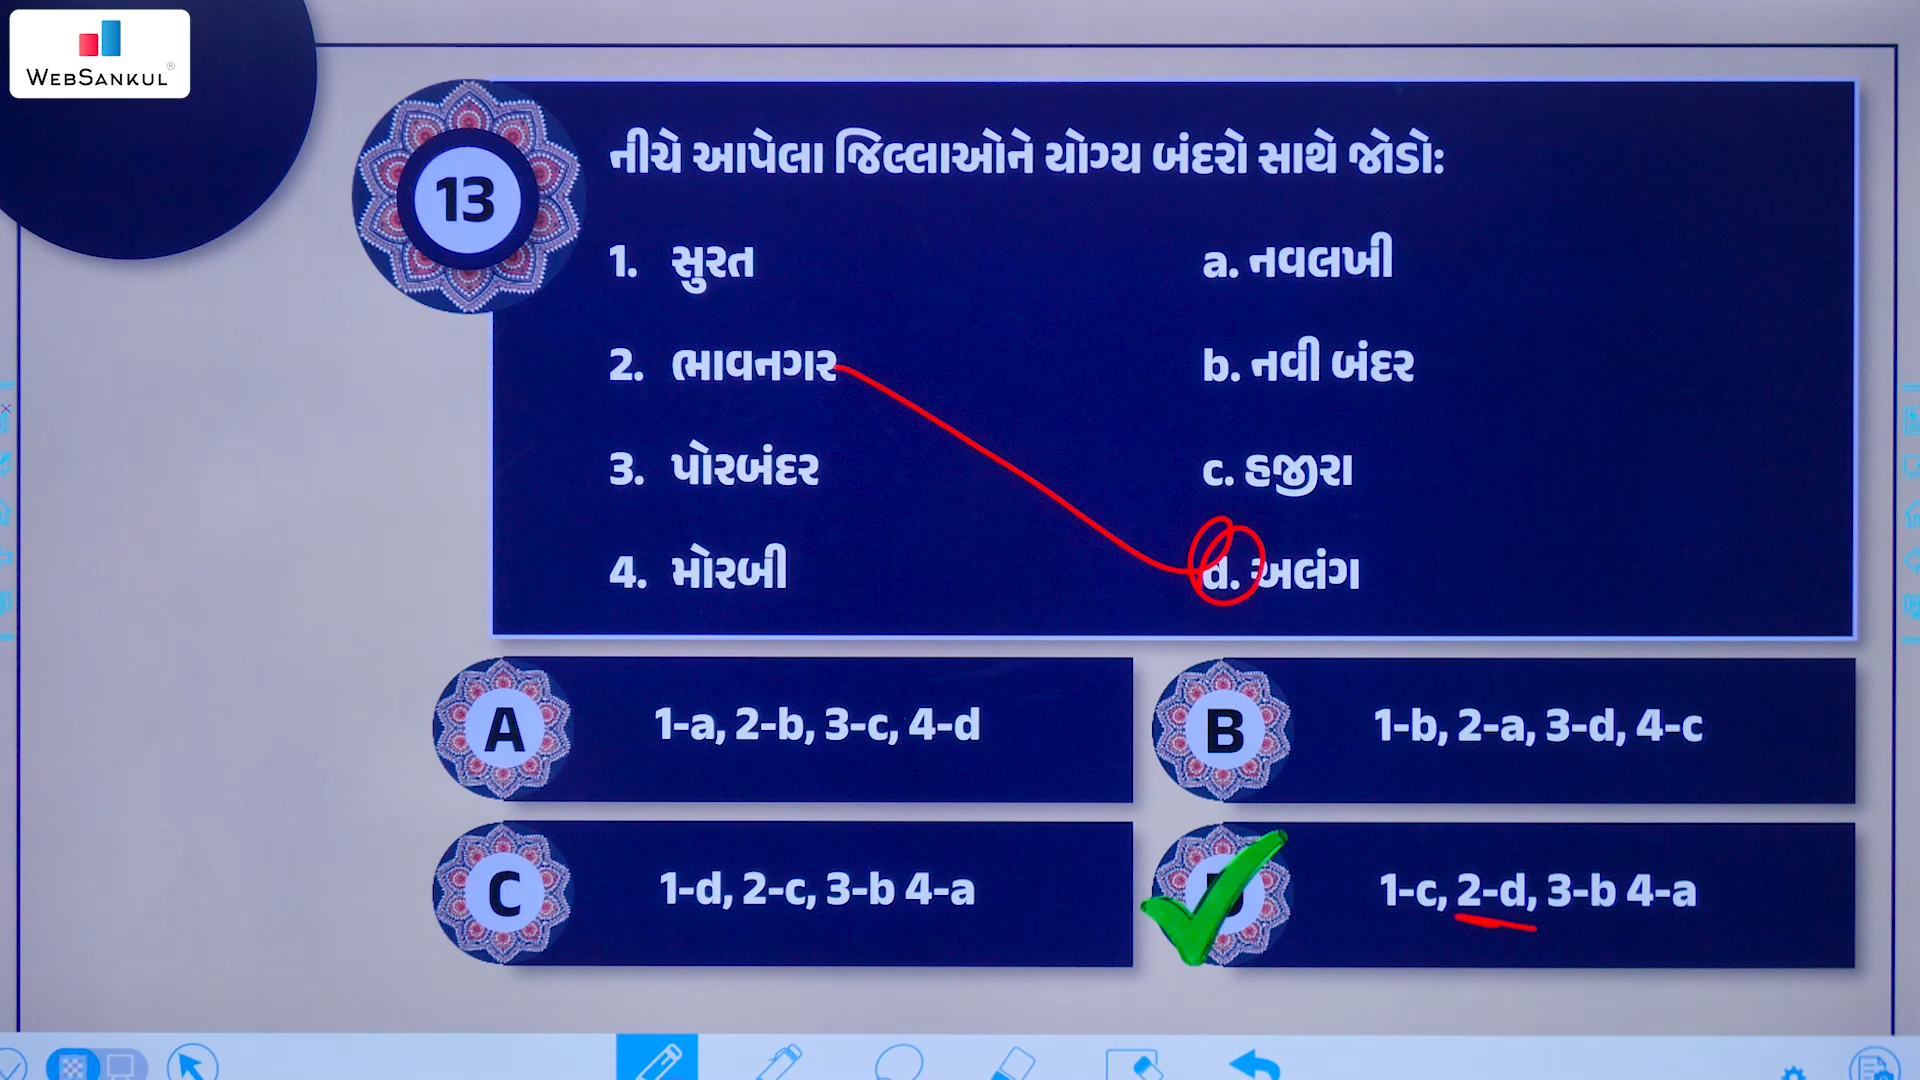 WEBSANKUL®
13
નીચે આપેલા જિલ્લાઓને યોગ્ય બંદરો સાથે જોડો:
1. સુરત
a. નવલખી
2. ભાવનગર
b. નવી બંદર
3. પોરબંદર
c. હજીરા
4. મોરબી
d. અલંગ
A 1-a, 2-b, 3-c, 4-d
B 1-b, 2-a, 3-d, 4-c
C 1-d, 2-c, 3-b 4-a
D 1-c, 2-d, 3-b 4-a